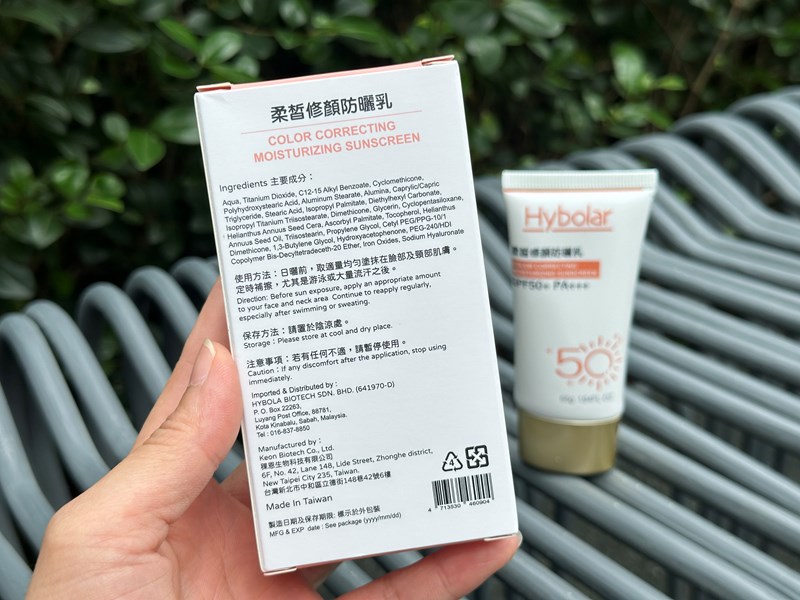 柔皙修顏防曬乳
COLOR CORRECTING
MOISTURIZING SUNSCREEN
Ingredients 主要成分：
Aqua, Titanium Dioxide, C12-15 Alkyl Benzoate, Cyclomethicone,
Polyhydroxystearic Acid, Aluminum Stearate, Alumina, Caprylic/Capric
Triglyceride, Stearic Acid, Isopropyl Palmitate, Diethylhexyl Carbonate,
Isopropyl Titanium Triisostearate, Dimethicone, Glycerin, Cyclopentasiloxane,
Helianthus Annuus Seed Cera, Ascorbyl Palmitate, Tocopherol, Helianthus
Annuus Seed Oil, Triisostearin, Propylene Glycol, Cetyl PEG/PPG-10/1
Dimethicone, 1,3-Butylene Glycol, Hydroxyacetophenone, PEG-240/HDI
Copolymer Bis-Decyltetradeceth-20 Ether, Iron Oxides, Sodium Hyaluronate
使用方法：日曬前，取適量均勻塗抹在臉部及頸部肌膚。
定時補擦，尤其是游泳或大量流汗之後。
Direction: Before sun exposure, apply an appropriate amount
to your face and neck area Continue to reapply regularly,
especially after swimming or sweating.
保存方法：請置於陰涼處。
Storage：Please store at cool and dry place.
注意事項：若有任何不適，請暫停使用。
Caution：If any discomfort after the application, stop using
immediately.
Imported & Distributed by :
HYBOLA BIOTECH SDN. BHD. (641970-D)
P. O. Box 22263,
Luyang Post Office, 88781,
Kota Kinabalu, Sabah, Malaysia.
Tel : 016-837-8850
Manufactured by :
Keon Biotech Co., Ltd.
稞恩生物科技有限公司
6F, No. 42, Lane 148, Lide Street, Zhonghe district,
New Taipei City 235, Taiwan.
台灣新北市中和區立德街148巷42號6樓
Made In Taiwan
製造日期及保存期限: 標示於外包裝
MFG & EXP date : See package (yyyy/mm/dd)
4
4 713530 460904
Hybolar
柔皙修顏防曬乳
SPF50+ PA+++
50+